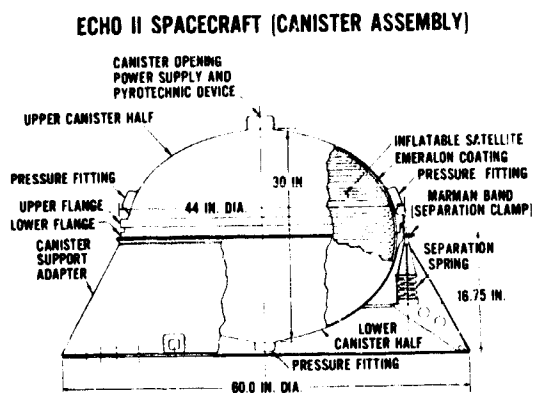 ECHO II SPACECRAFT (CANISTER ASSEMBLY)
CANISTER OPENING
POWER SUPPLY AND
PYROTECHNIC DEVICE
UPPER CANISTER HALF
INFLATABLE SATELLITE
EMERALON COATING
PRESSURE FITTING
PRESSURE FITTING
30 IN
MARMAN BAND
(SEPARATION CLAMP)
UPPER FLANGE
44 IN. DIA.
LOWER FLANGE
CANISTER
SUPPORT
ADAPTER
SEPARATION
SPRING
16.75 IN.
LOWER
CANISTER HALF
PRESSURE FITTING
60.0 IN. DIA.